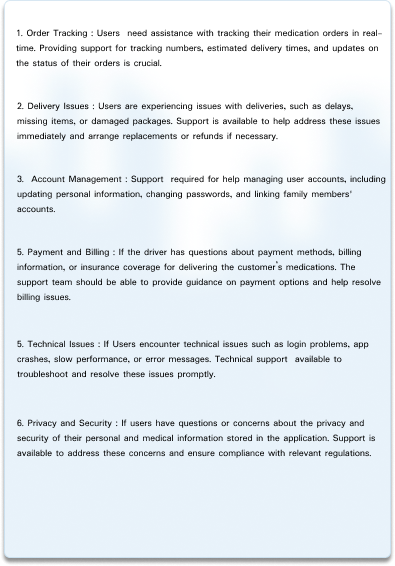 1. Order Tracking : Users need assistance with tracking their medication orders in real-
time. Providing support for tracking numbers, estimated delivery times, and updates on
the status of their orders is crucial.
2. Delivery Issues : Users are experiencing issues with deliveries, such as delays,
missing items, or damaged packages. Support is available to help address these issues
immediately and arrange replacements or refunds if necessary.
3. Account Management : Support required for help managing user accounts, including
updating personal information, changing passwords, and linking family members'
accounts.
5. Payment and Billing : If the driver has questions about payment methods, billing
information, or insurance coverage for delivering the customer's medications. The
support team should be able to provide guidance on payment options and help resolve
billing issues.
5. Technical Issues : If Users encounter technical issues such as login problems, app
crashes, slow performance, or error messages. Technical support available to
troubleshoot and resolve these issues promptly.
6. Privacy and Security : If users have questions or concerns about the privacy and
security of their personal and medical information stored in the application. Support is
available to address these concerns and ensure compliance with relevant regulations.